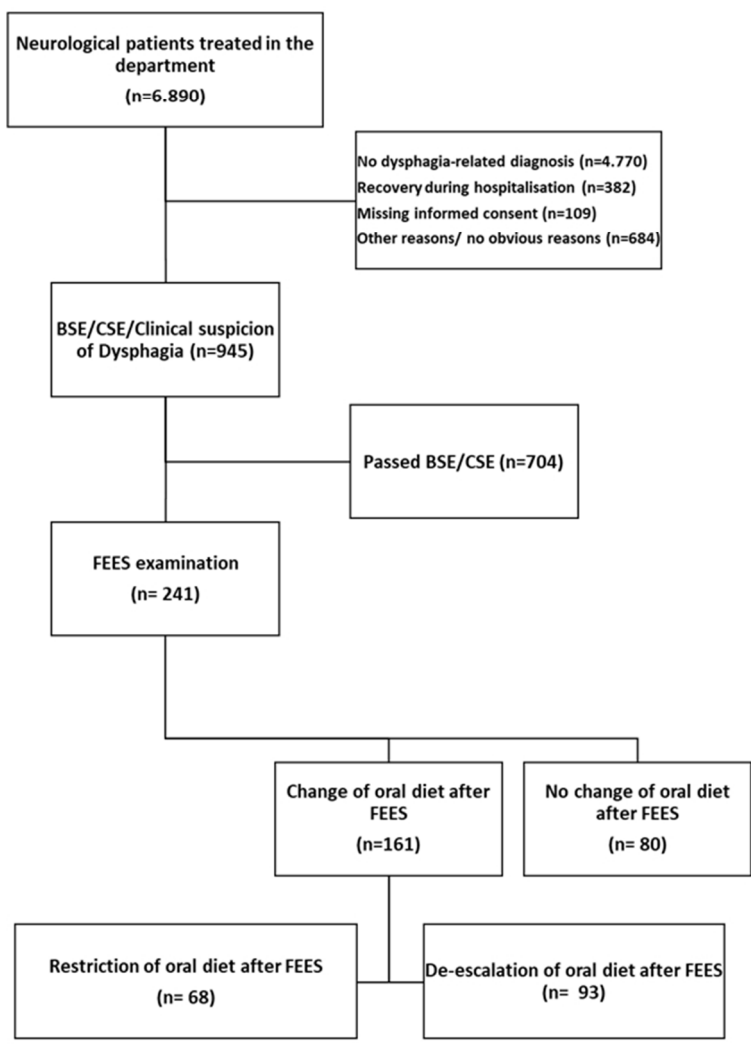 Neurological patients treated in the
department
(n=6.890)
No dysphagia-related diagnosis (n=4.770)
Recovery during hospitalisation (n=382)
Missing informed consent (n=109)
Other reasons/ no obvious reasons (n=684)
BSE/CSE/Clinical suspicion
of Dysphagia (n=945)
Passed BSE/CSE (n=704)
FEES examination
(n= 241)
Change of oral diet after
FEES
(n=161)
No change of oral diet
after FEES
(n= 80)
Restriction of oral diet after FEES
(n= 68)
De-escalation of oral diet after FEES
(n= 93)